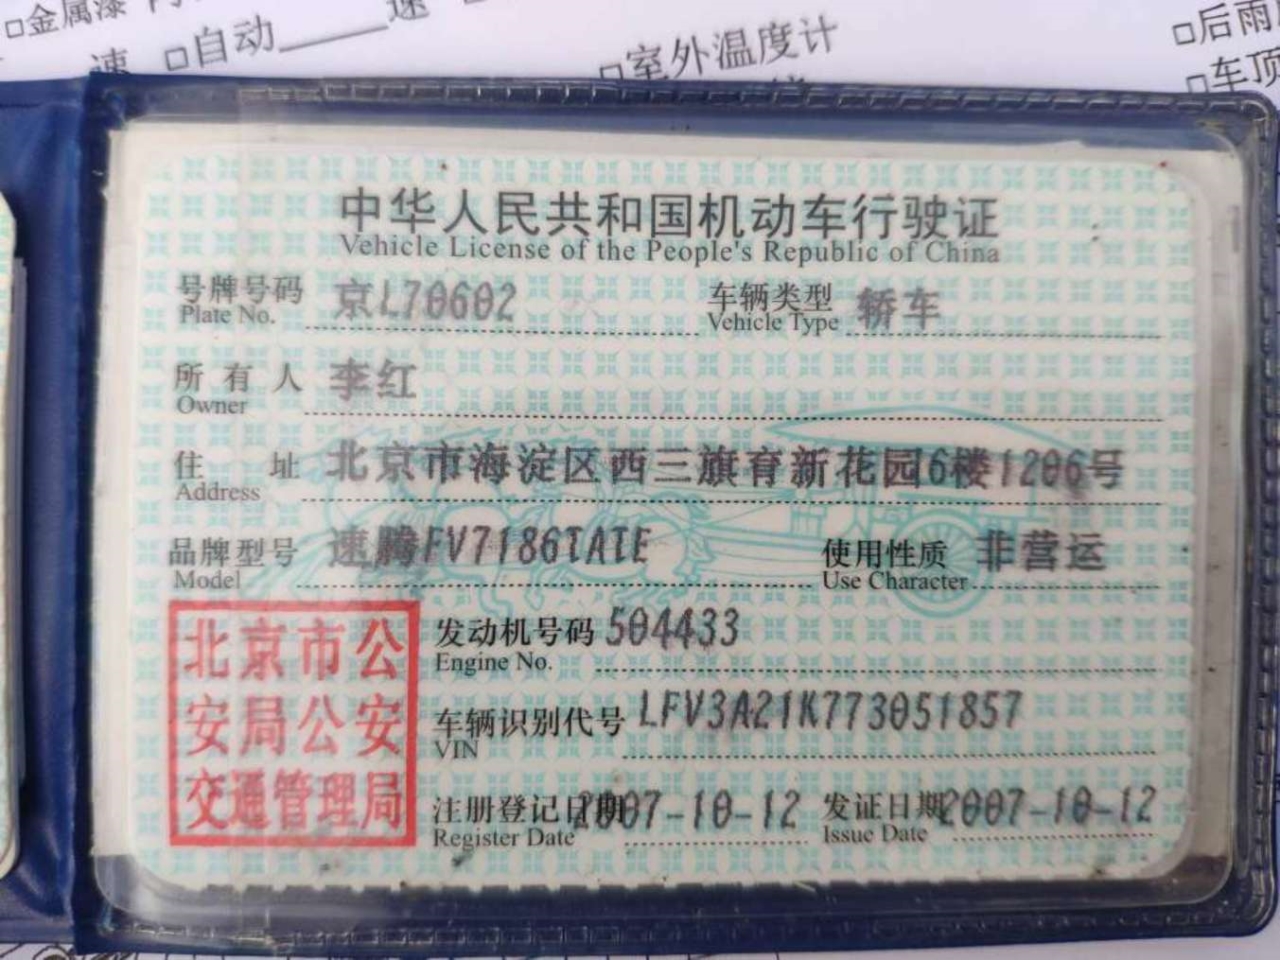 □金属漆
速
速 □自动____
□室外温度计
□后雨
□车顶
中华人民共和国机动车行驶证
Vehicle License of the People's Republic of China
号牌号码 京L70602 车辆类型 轿车
Plate No. Vehicle Type
所有人 李红
Owner
住址 北京市海淀区西三旗育新花园6楼1206号
Address
品牌型号 速腾FV7186TATE 使用性质 非营运
Model Use Character
北京市公
安局公安
交通管理局
发动机号码 504433
Engine No.
车辆识别代号 LFV3A21K773051857
VIN
注册登记日期 2007-10-12 发证日期 2007-10-12
Register Date Issue Date